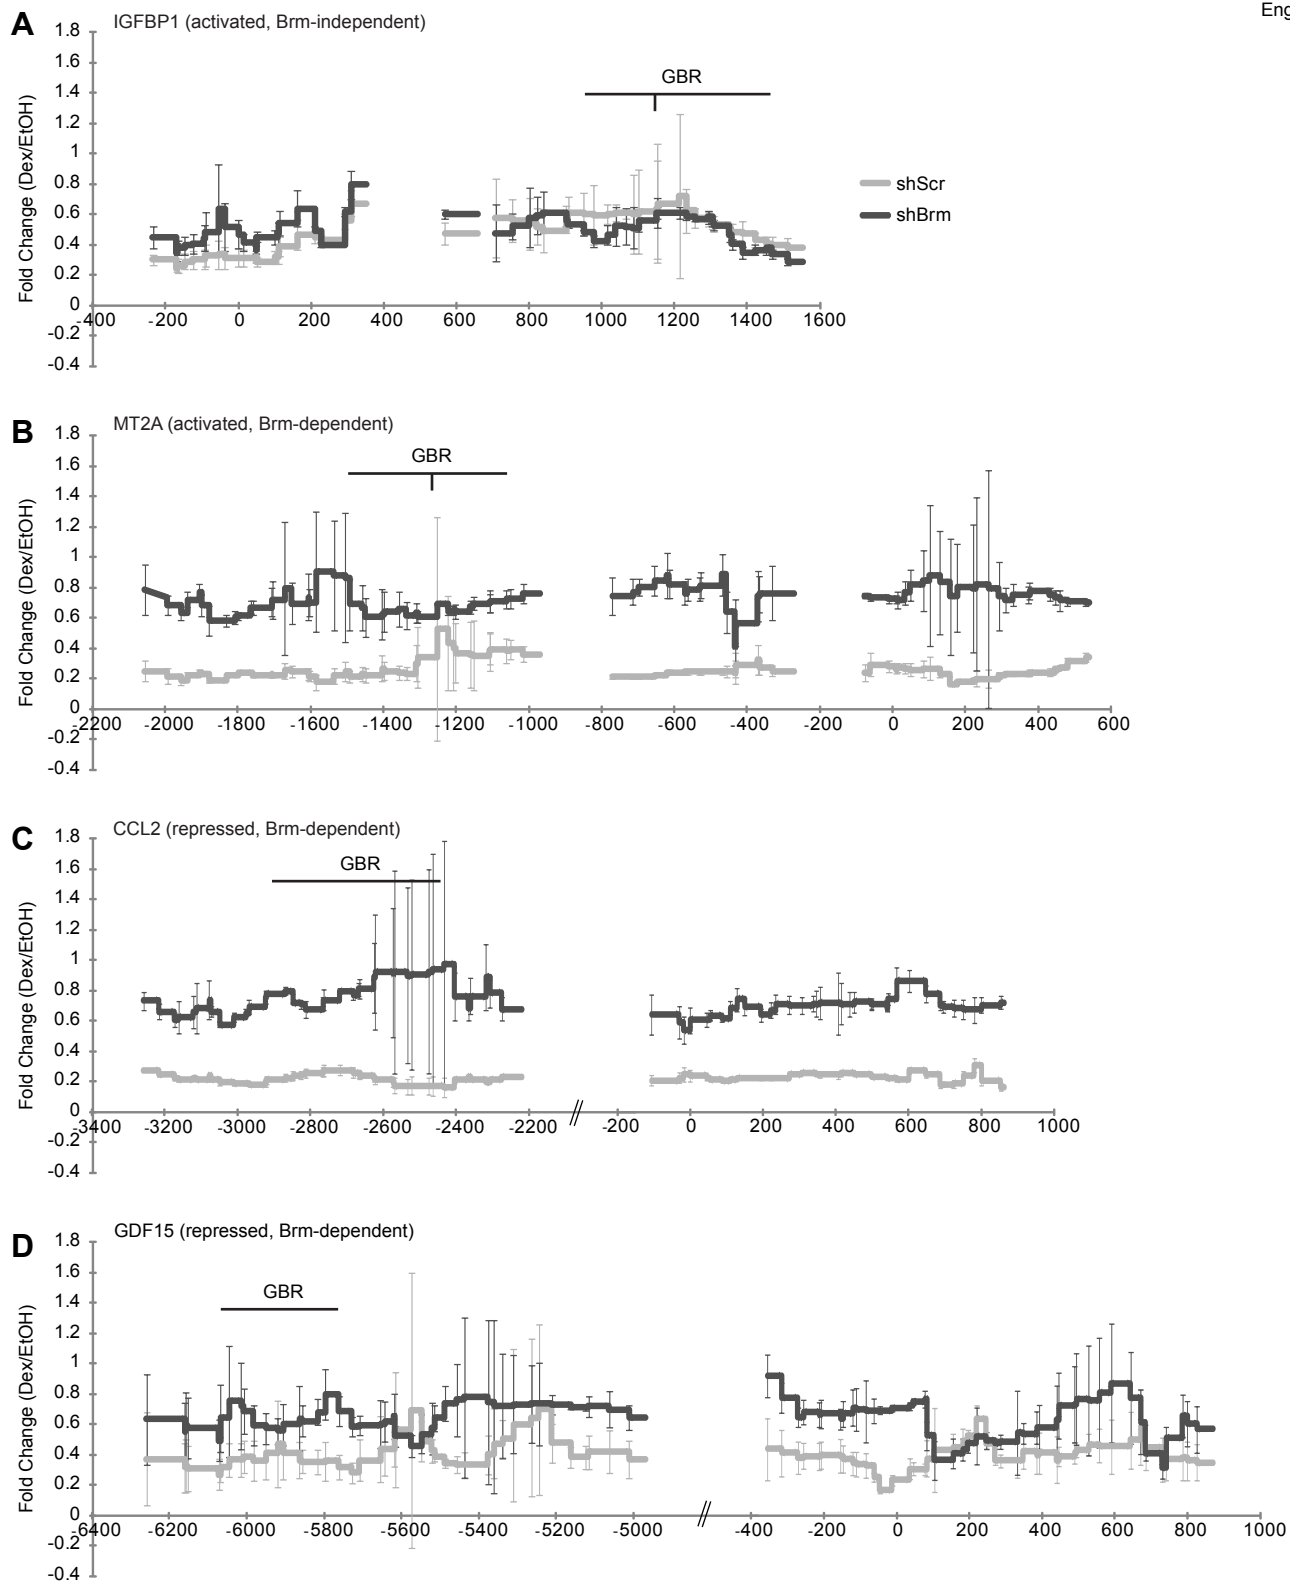 Eng
A IGFBP1 (activated, Brm-independent)
1.8
1.6
1.4
1.2
1
0.8
0.6
0.4
0.2
0
-0.2
-0.4
Fold Change (Dex/EtOH)
GBR
shScr
shBrm
-400 -200 0 200 400 600 800 1000 1200 1400 1600
B MT2A (activated, Brm-dependent)
1.8
1.6
1.4
1.2
1
0.8
0.6
0.4
0.2
0
-0.2
-0.4
Fold Change (Dex/EtOH)
GBR
-2200 -2000 -1800 -1600 -1400 -1200 -1000 -800 -600 -400 -200 0 200 400 600
C CCL2 (repressed, Brm-dependent)
1.8
1.6
1.4
1.2
1
0.8
0.6
0.4
0.2
0
-0.2
-0.4
Fold Change (Dex/EtOH)
GBR
-3400 -3200 -3000 -2800 -2600 -2400 -2200 // -200 0 200 400 600 800 1000
D GDF15 (repressed, Brm-dependent)
1.8
1.6
1.4
1.2
1
0.8
0.6
0.4
0.2
0
-0.2
-0.4
Fold Change (Dex/EtOH)
GBR
-6400 -6200 -6000 -5800 -5600 -5400 -5200 -5000 // -400 -200 0 200 400 600 800 1000